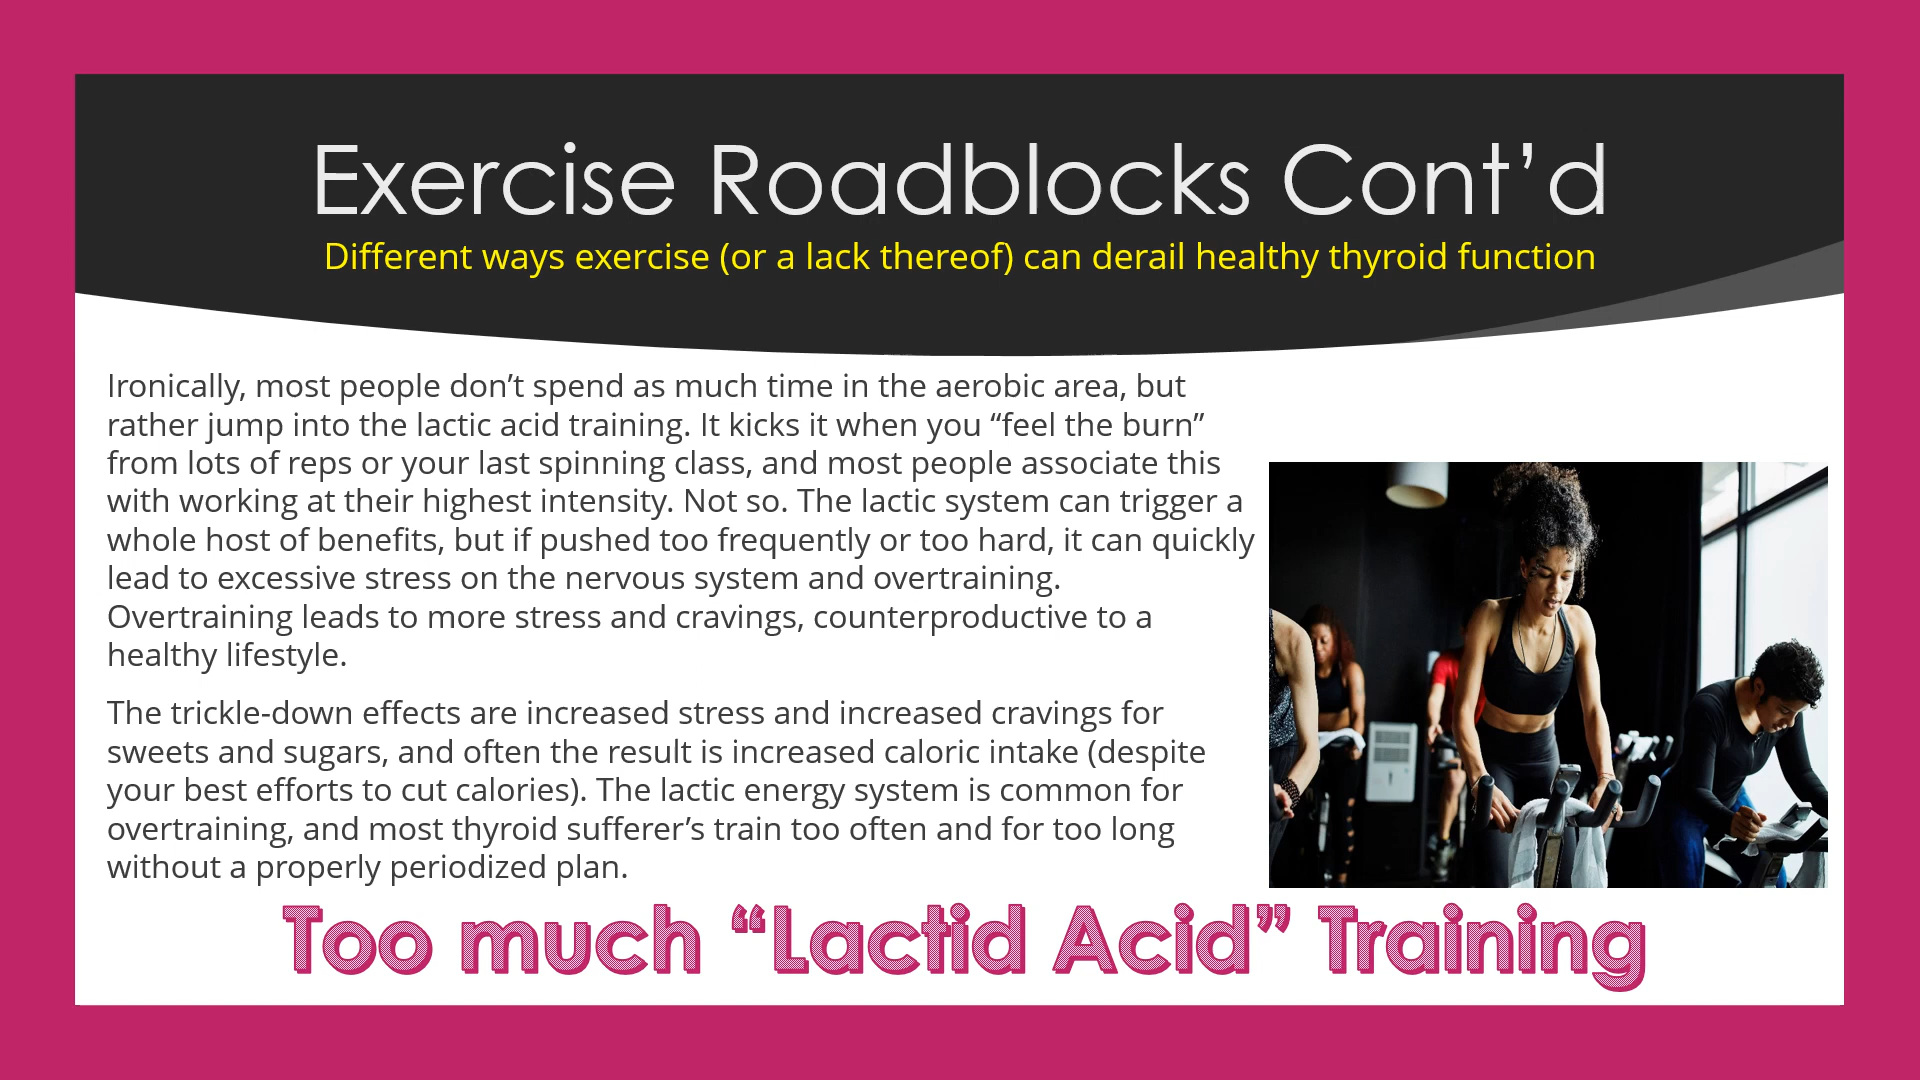 Exercise Roadblocks Cont’d
Different ways exercise (or a lack thereof) can derail healthy thyroid function
Ironically, most people don’t spend as much time in the aerobic area, but
rather jump into the lactic acid training. It kicks it when you “feel the burn”
from lots of reps or your last spinning class, and most people associate this
with working at their highest intensity. Not so. The lactic system can trigger a
whole host of benefits, but if pushed too frequently or too hard, it can quickly
lead to excessive stress on the nervous system and overtraining.
Overtraining leads to more stress and cravings, counterproductive to a
healthy lifestyle.
The trickle-down effects are increased stress and increased cravings for
sweets and sugars, and often the result is increased caloric intake (despite
your best efforts to cut calories). The lactic energy system is common for
overtraining, and most thyroid sufferer’s train too often and for too long
without a properly periodized plan.
Too much “Lactid Acid” Training